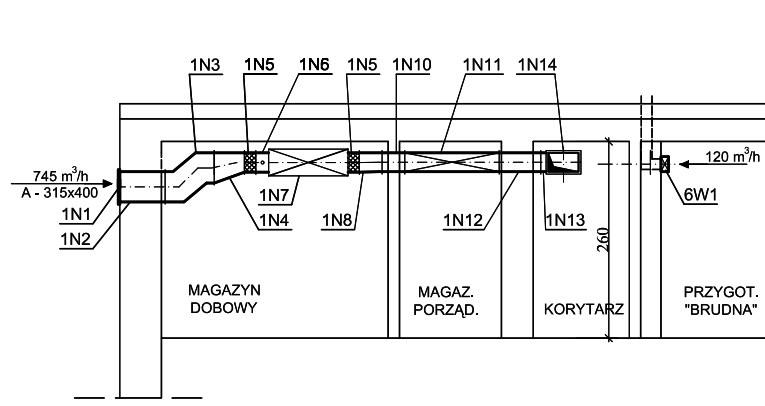 1N3
1N5
1N6
1N5
1N10
1N11
1N14
745 m³/h
A - 315x400
120 m³/h
1N1
1N2
1N7
1N4
1N8
1N12
1N13
6W1
260
MAGAZYN
DOBOWY
MAGAZ.
PORZĄD.
KORYTARZ
PRZYGOT.
"BRUDNA"